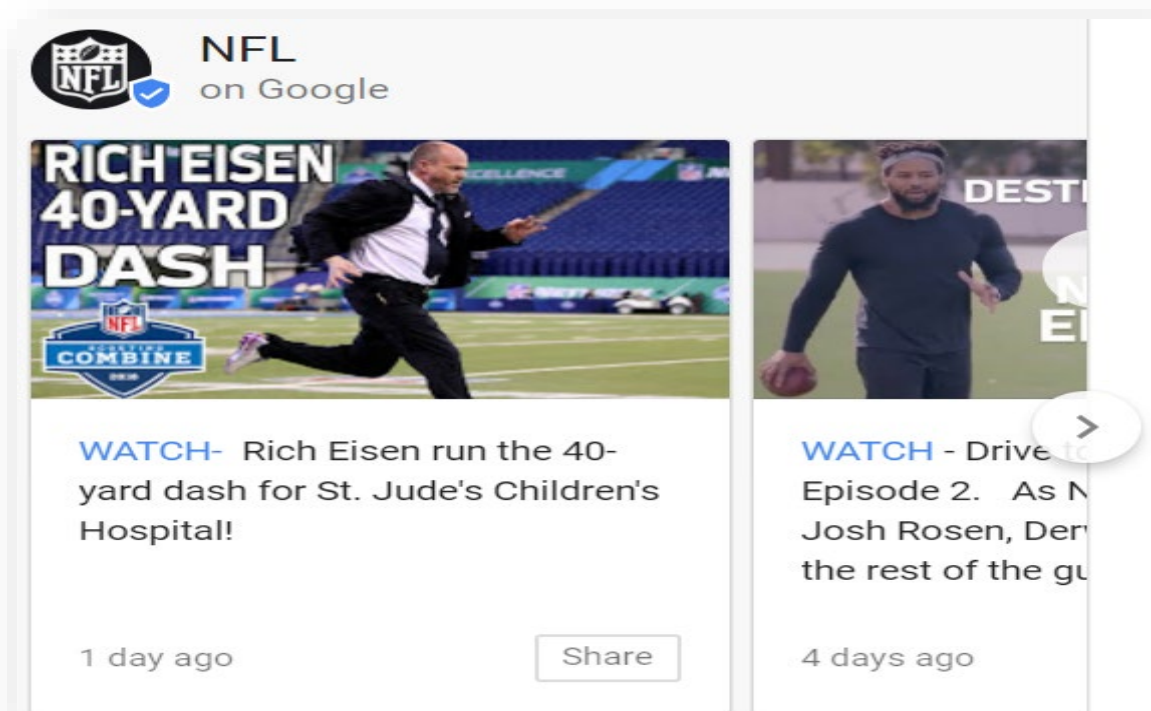 NFL
NFL
on Google
RICH EISEN
40-YARD
DASH
NFL
SCOUTING
COMBINE
WATCH- Rich Eisen run the 40-
yard dash for St. Jude's Children's
Hospital!
1 day ago
Share
WATCH - Drive
Episode 2. As
Josh Rosen,
the rest of the
4 days ago